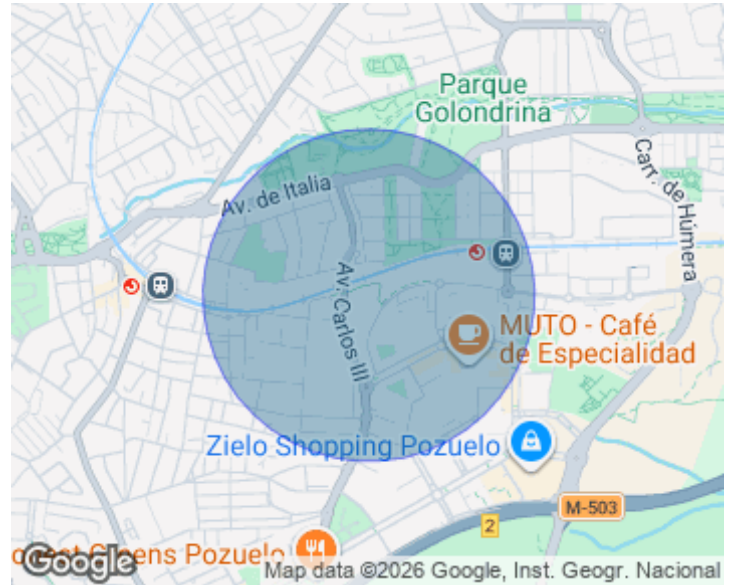 Parque
Golondrina
Av. de Italia
Carr. de Húmera
Av. Carlos III
MUTO - Café
de Especialidad
Zielo Shopping Pozuelo
M-503
2
Greens Pozuelo
Google
Map data ©2026 Google, Inst. Geogr. Nacional